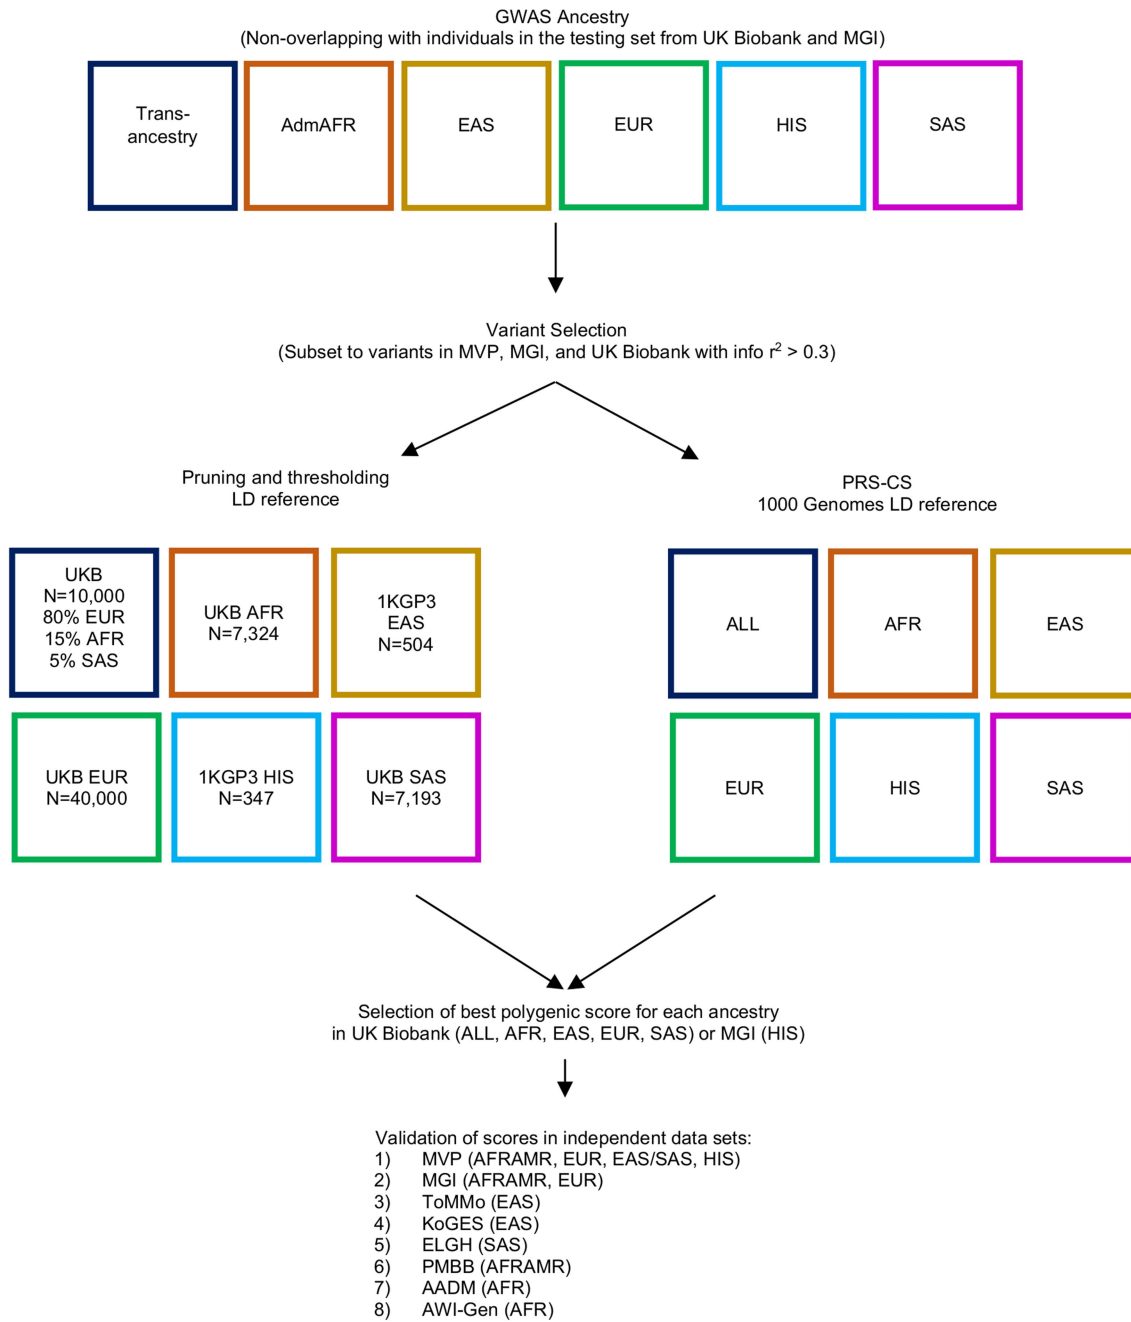 GWAS Ancestry
(Non-overlapping with individuals in the testing set from UK Biobank and MGI)
Trans-
ancestry
AdmAFR
EAS
EUR
HIS
SAS
Variant Selection
(Subset to variants in MVP, MGI, and UK Biobank with info r² > 0.3)
Pruning and thresholding
LD reference
UKB
N=10,000
80% EUR
15% AFR
5% SAS
UKB AFR
N=7,324
1KGP3
EAS
N=504
UKB EUR
N=40,000
1KGP3 HIS
N=347
UKB SAS
N=7,193
PRS-CS
1000 Genomes LD reference
ALL
AFR
EAS
EUR
HIS
SAS
Selection of best polygenic score for each ancestry
in UK Biobank (ALL, AFR, EAS, EUR, SAS) or MGI (HIS)
Validation of scores in independent data sets:
1) MVP (AFRAMR, EUR, EAS/SAS, HIS)
2) MGI (AFRAMR, EUR)
3) ToMMo (EAS)
4) KoGES (EAS)
5) ELGH (SAS)
6) PMBB (AFRAMR)
7) AADM (AFR)
8) AWI-Gen (AFR)